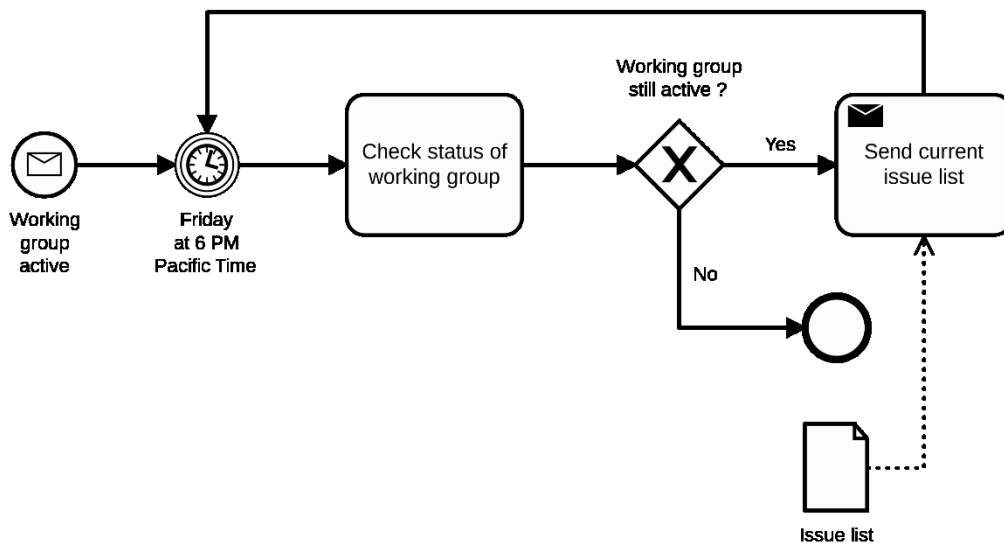 Working group
still active ?
Check status of
working group
Yes
Send current
issue list
Working
group
active
Friday
at 6 PM
Pacific Time
No
Issue list